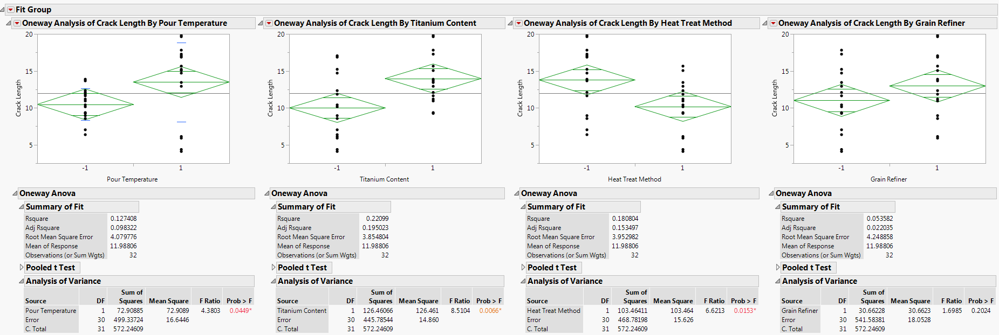 Fit Group
Oneway Analysis of Crack Length By Pour Temperature
20
15
10
5
Crack Length
-1 1
Pour Temperature
Oneway Anova
Summary of Fit
Rsquare 0.127408
Adj Rsquare 0.098322
Root Mean Square Error 4.079776
Mean of Response 11.98806
Observations (or Sum Wgts) 32
Pooled t Test
Analysis of Variance
Source DF Sum of Squares Mean Square F Ratio Prob > F
Pour Temperature 1 72.90885 72.9089 4.3803 0.0449*
Error 30 499.33724 16.6446
C. Total 31 572.24609
Oneway Analysis of Crack Length By Titanium Content
20
15
10
5
Crack Length
-1 1
Titanium Content
Oneway Anova
Summary of Fit
Rsquare 0.22099
Adj Rsquare 0.195023
Root Mean Square Error 3.854804
Mean of Response 11.98806
Observations (or Sum Wgts) 32
Pooled t Test
Analysis of Variance
Source DF Sum of Squares Mean Square F Ratio Prob > F
Titanium Content 1 126.46066 126.461 8.5104 0.0066*
Error 30 445.78544 14.860
C. Total 31 572.24609
Oneway Analysis of Crack Length By Heat Treat Method
20
15
10
5
Crack Length
-1 1
Heat Treat Method
Oneway Anova
Summary of Fit
Rsquare 0.180804
Adj Rsquare 0.153497
Root Mean Square Error 3.952982
Mean of Response 11.98806
Observations (or Sum Wgts) 32
Pooled t Test
Analysis of Variance
Source DF Sum of Squares Mean Square F Ratio Prob > F
Heat Treat Method 1 103.46411 103.464 6.6213 0.0153*
Error 30 468.78198 15.626
C. Total 31 572.24609
Oneway Analysis of Crack Length By Grain Refiner
20
15
10
5
Crack Length
-1 1
Grain Refiner
Oneway Anova
Summary of Fit
Rsquare 0.053582
Adj Rsquare 0.022035
Root Mean Square Error 4.248858
Mean of Response 11.98806
Observations (or Sum Wgts) 32
Pooled t Test
Analysis of Variance
Source DF Sum of Squares Mean Square F Ratio Prob > F
Grain Refiner 1 30.66228 30.6623 1.6985 0.2024
Error 30 541.58381 18.0528
C. Total 31 572.24609